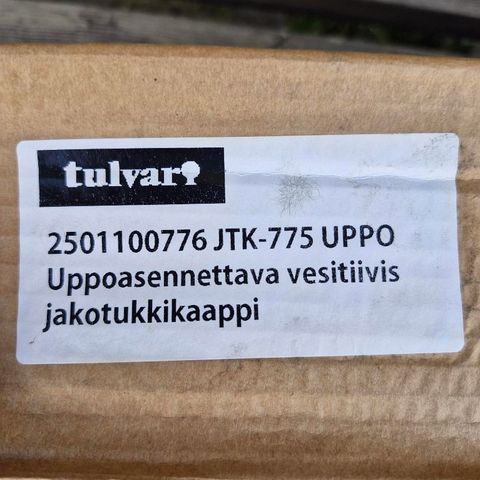 tulvari
2501100776 JTK-775 UPPO
Uppoasennettava vesitiivis
jakotukkikaappi